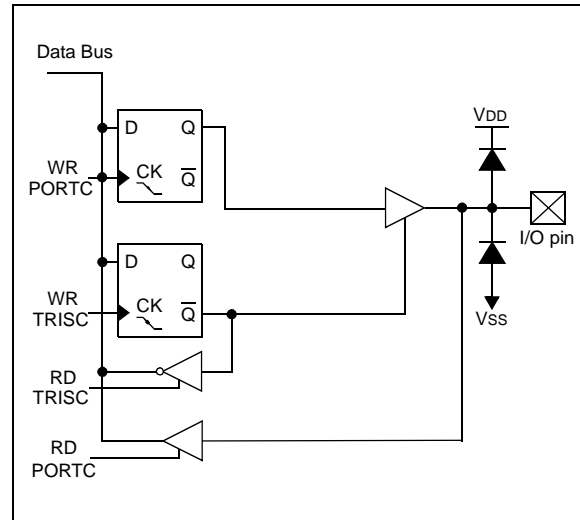 Data Bus
VDD
D
Q
WR
PORTC
CK
Q
I/O pin
D
Q
WR
TRISC
CK
Q
VSS
RD
TRISC
RD
PORTC